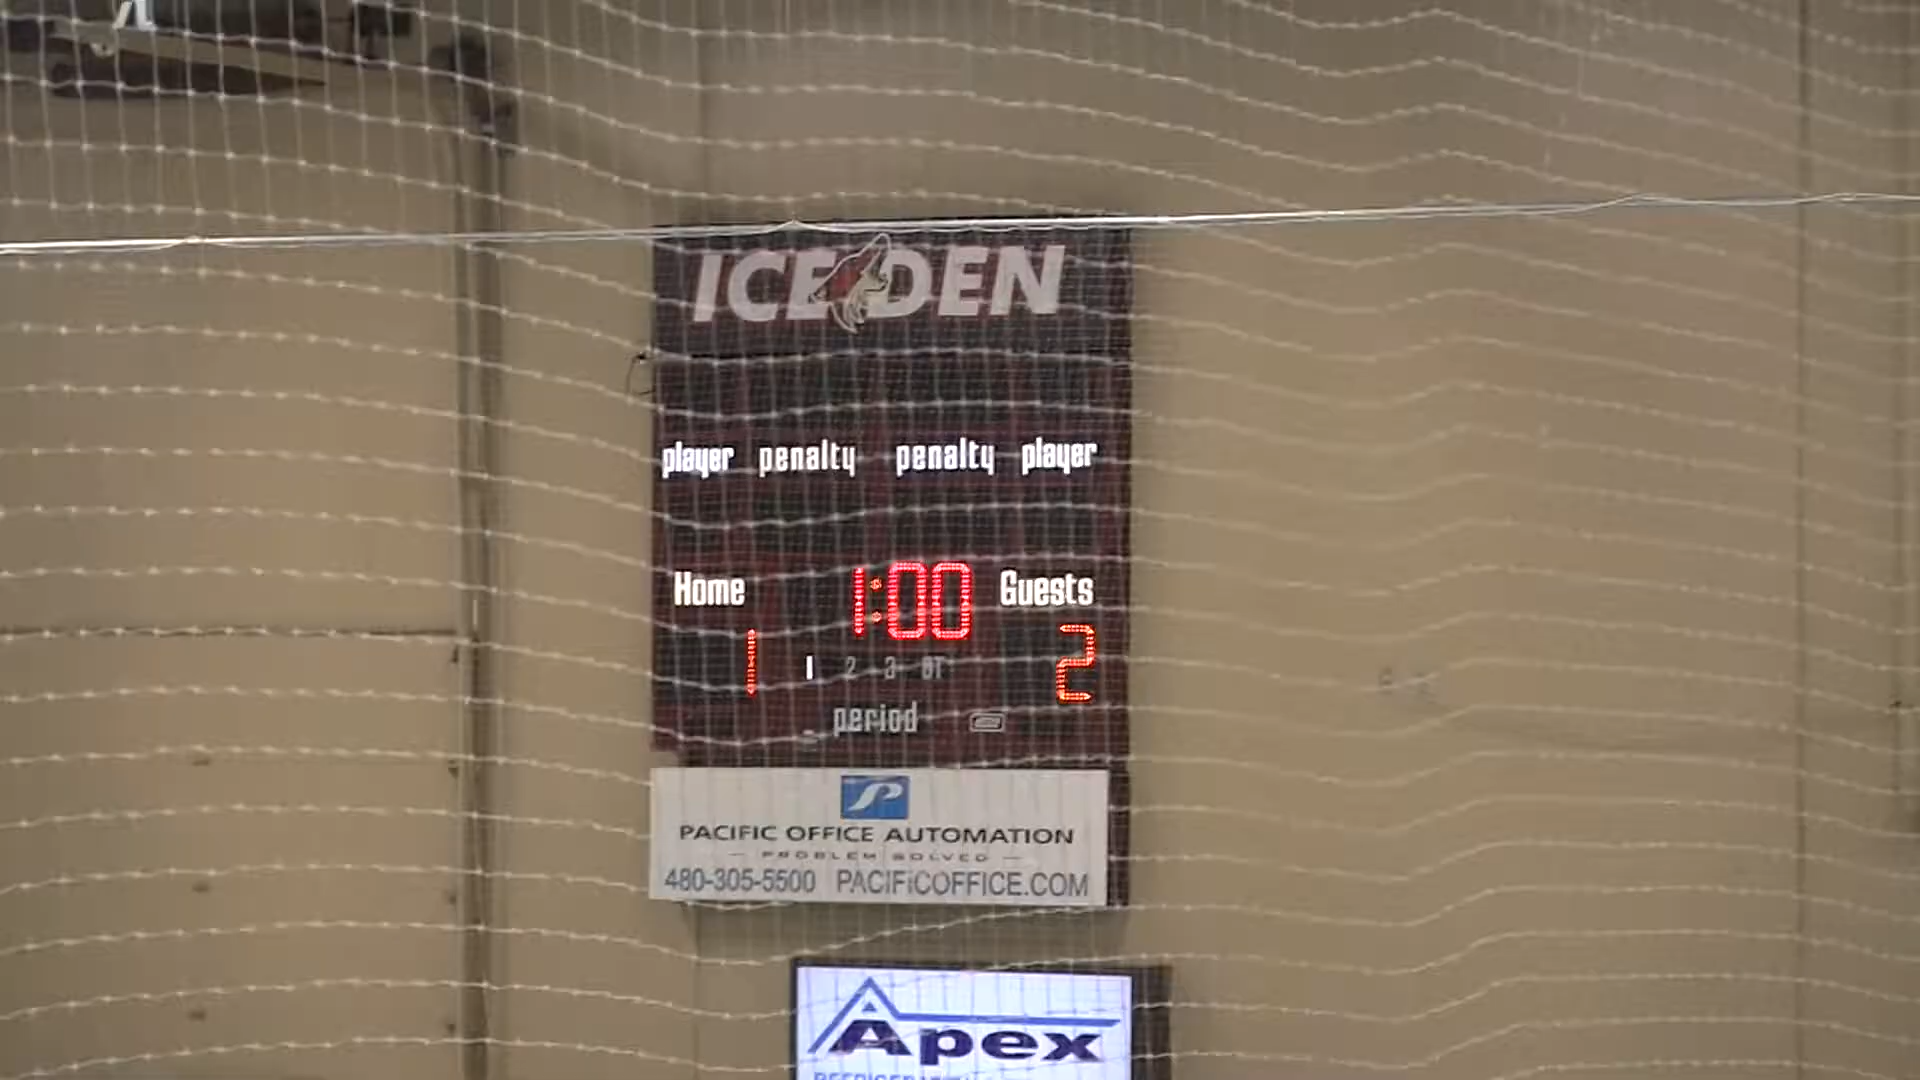 ICE DEN
player penalty penalty player
Home 1:00 Guests
1 1 2 3 OT 2
period
PACIFIC OFFICE AUTOMATION
— PROBLEM SOLVED —
480-305-5500 PACIFICOFFICE.COM
Apex